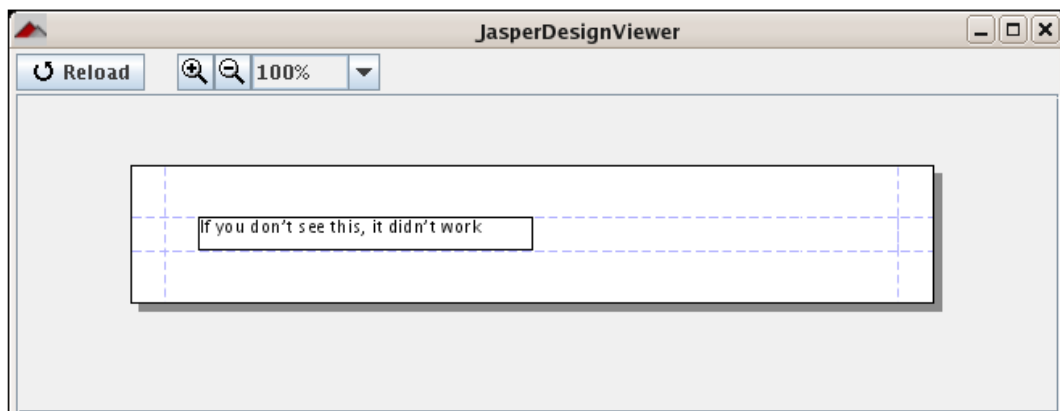 JasperDesignViewer
Reload 100%
If you don't see this, it didn't work